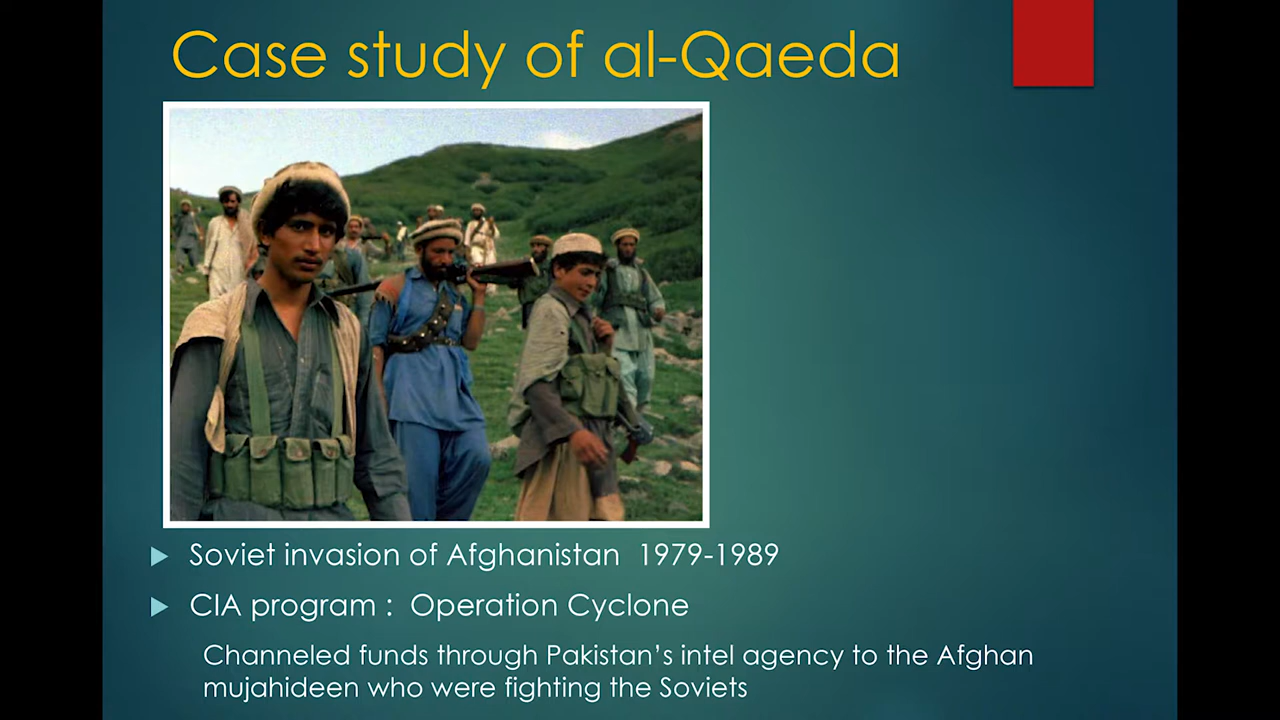 Case study of al-Qaeda
Soviet invasion of Afghanistan 1979-1989
CIA program : Operation Cyclone
Channeled funds through Pakistan's intel agency to the Afghan
mujahideen who were fighting the Soviets